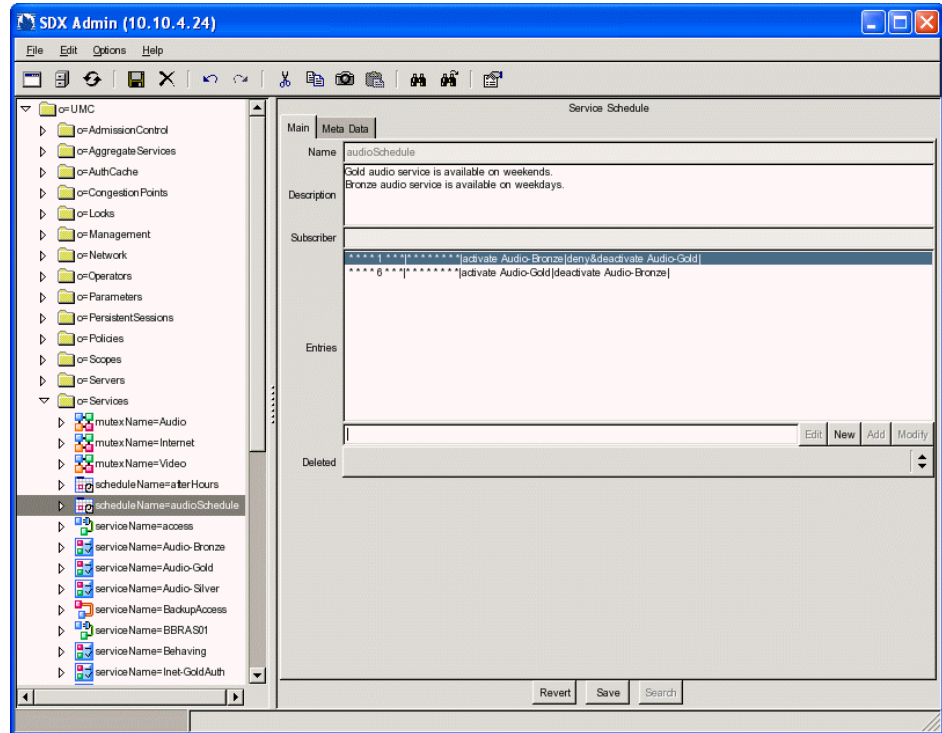 SDX Admin (10.10.4.24)
File Edit Options Help
o=UMC
o=AdmissionControl
o=AggregateServices
o=AuthCache
o=CongestionPoints
o=Locks
o=Management
o=Network
o=Operators
o=Parameters
o=PersistentSessions
o=Policies
o=Scopes
o=Servers
o=Services
mutexName=Audio
mutexName=Internet
mutexName=Video
scheduleName=afterHours
scheduleName=audioSchedule
serviceName=access
serviceName=Audio-Bronze
serviceName=Audio-Gold
serviceName=Audio-Silver
serviceName=BackupAccess
serviceName=BBRAS01
serviceName=Behaving
serviceName=Inet-GoldAuth
Service Schedule
Main Meta Data
Name audioSchedule
Description
Gold audio service is available on weekends.
Bronze audio service is available on weekdays.
Subscriber
Entries
* * * * 1 * * *|* * * * * * * *|activate Audio-Bronze|deny&deactivate Audio-Gold|
* * * * 6 * * *|* * * * * * * *|activate Audio-Gold|deactivate Audio-Bronze|
Edit New Add Modify
Deleted
Revert Save Search